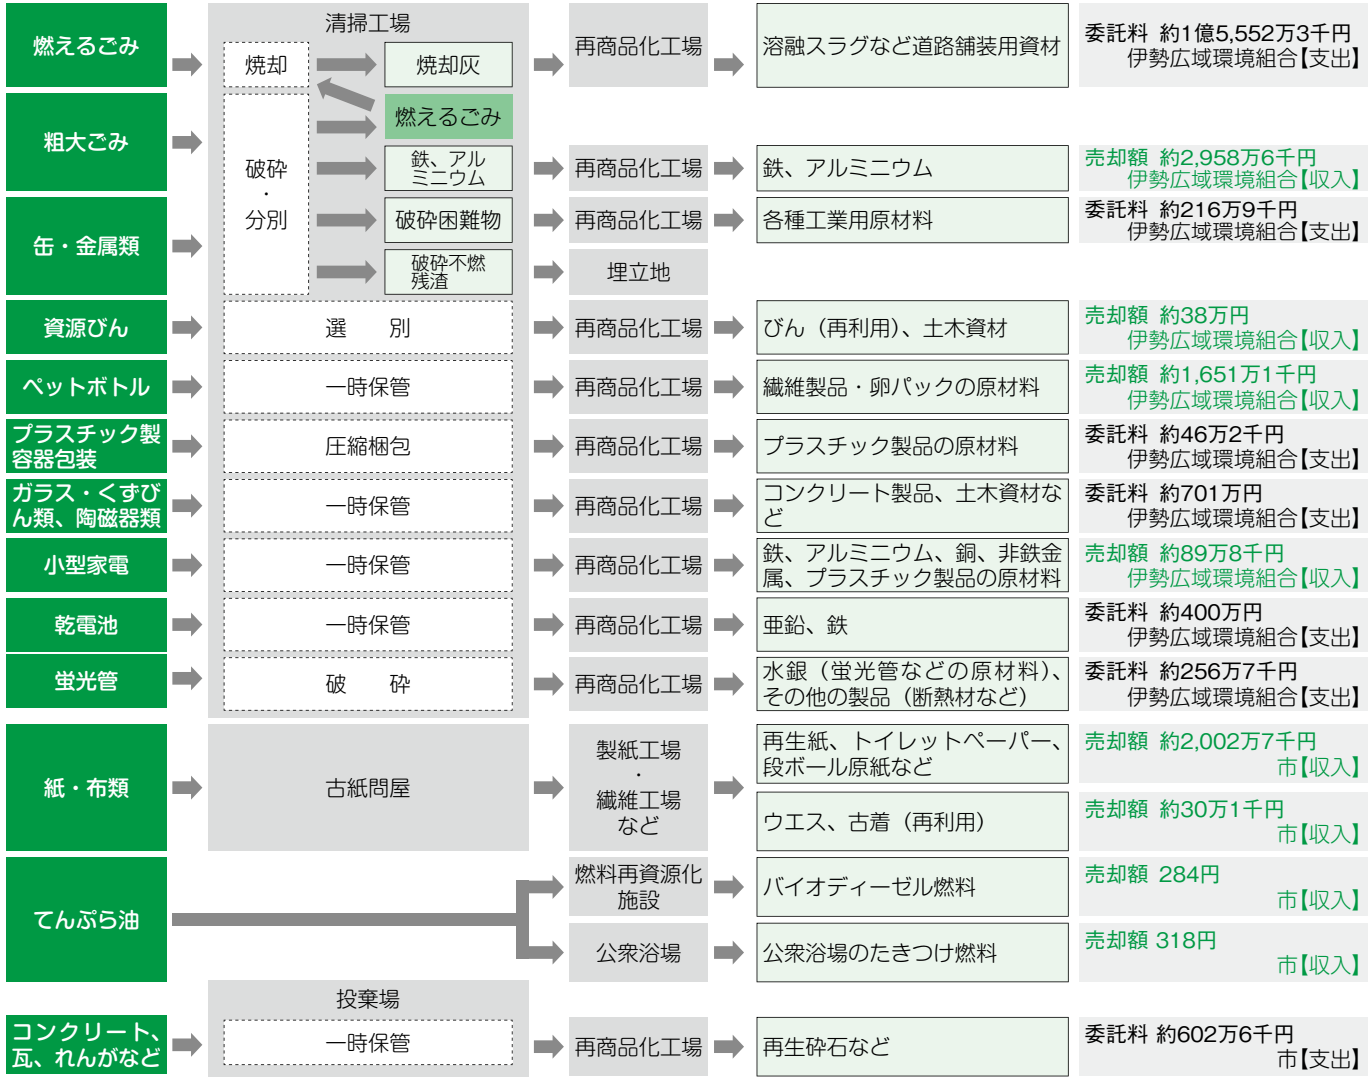 燃えるごみ
清掃工場
焼却
焼却灰
再商品化工場
溶融スラグなど道路舗装用資材
委託料 約1億5,552万3千円
伊勢広域環境組合【支出】
粗大ごみ
燃えるごみ
破砕
・
分別
鉄、アル
ミニウム
再商品化工場
鉄、アルミニウム
売却額 約2,958万6千円
伊勢広域環境組合【収入】
缶・金属類
破砕困難物
再商品化工場
各種工業用原材料
委託料 約216万9千円
伊勢広域環境組合【支出】
破砕不燃
残渣
埋立地
資源びん
選 別
再商品化工場
びん（再利用）、土木資材
売却額 約38万円
伊勢広域環境組合【収入】
ペットボトル
一時保管
再商品化工場
繊維製品・卵パックの原材料
売却額 約1,651万1千円
伊勢広域環境組合【収入】
プラスチック製
容器包装
圧縮梱包
再商品化工場
プラスチック製品の原材料
委託料 約46万2千円
伊勢広域環境組合【支出】
ガラス・くずび
ん類、陶磁器類
一時保管
再商品化工場
コンクリート製品、土木資材な
ど
委託料 約701万円
伊勢広域環境組合【支出】
小型家電
一時保管
再商品化工場
鉄、アルミニウム、銅、非鉄金
属、プラスチック製品の原材料
売却額 約89万8千円
伊勢広域環境組合【収入】
乾電池
一時保管
再商品化工場
亜鉛、鉄
委託料 約400万円
伊勢広域環境組合【支出】
蛍光管
破 砕
再商品化工場
水銀（蛍光管などの原材料）、
その他の製品（断熱材など）
委託料 約256万7千円
伊勢広域環境組合【支出】
紙・布類
古紙問屋
製紙工場
・
繊維工場
など
再生紙、トイレットペーパー、
段ボール原紙など
売却額 約2,002万7千円
市【収入】
ウエス、古着（再利用）
売却額 約30万1千円
市【収入】
てんぷら油
燃料再資源化
施設
バイオディーゼル燃料
売却額 284円
市【収入】
公衆浴場
公衆浴場のたきつけ燃料
売却額 318円
市【収入】
コンクリート、
瓦、れんがなど
投棄場
一時保管
再商品化工場
再生砕石など
委託料 約602万6千円
市【支出】